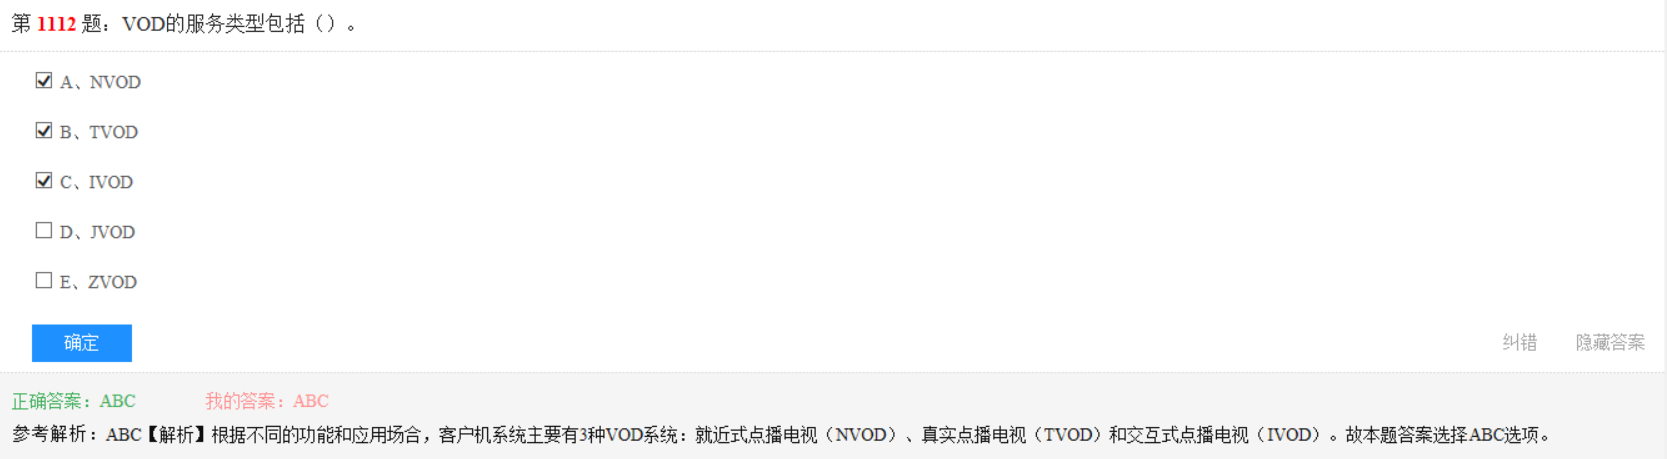 第 1112 题：VOD的服务类型包括（）。
A、NVOD
B、TVOD
C、IVOD
D、JVOD
E、ZVOD
确定 纠错 隐藏答案
正确答案：ABC 我的答案：ABC
参考解析：ABC【解析】根据不同的功能和应用场合，客户机系统主要有3种VOD系统：就近式点播电视（NVOD）、真实点播电视（TVOD）和交互式点播电视（IVOD）。故本题答案选择ABC选项。